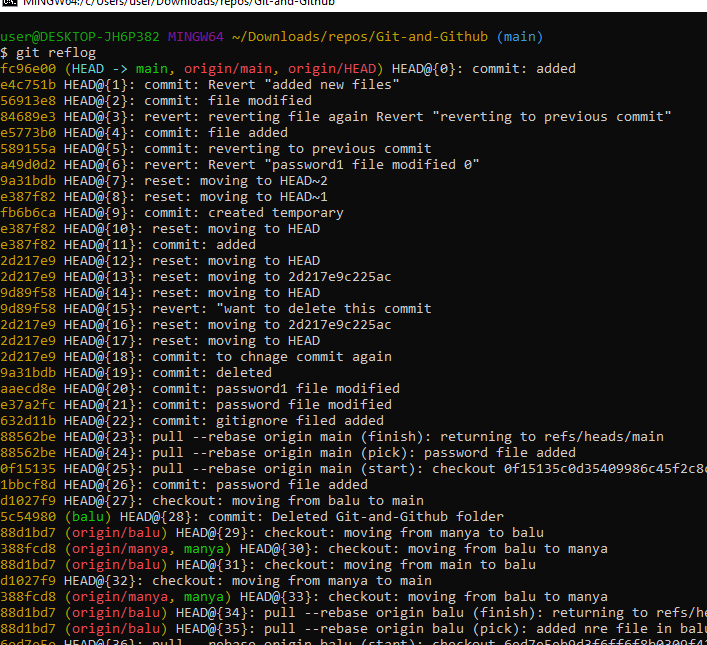 MINGW64:/c/Users/user/Downloads/repos/Git-and-Github
user@DESKTOP-JH6P382 MINGW64 ~/Downloads/repos/Git-and-Github (main)
$ git reflog
fc96e00 (HEAD -> main, origin/main, origin/HEAD) HEAD@{0}: commit: added
e4c751b HEAD@{1}: commit: Revert "added new files"
56913e8 HEAD@{2}: commit: file modified
84689e3 HEAD@{3}: revert: reverting file again Revert "reverting to previous commit"
e5773b0 HEAD@{4}: commit: file added
589155a HEAD@{5}: commit: reverting to previous commit
a49d0d2 HEAD@{6}: revert: Revert "password1 file modified 0"
9a31bdb HEAD@{7}: reset: moving to HEAD~2
e387f82 HEAD@{8}: reset: moving to HEAD~1
fb6b6ca HEAD@{9}: commit: created temporary
e387f82 HEAD@{10}: reset: moving to HEAD
e387f82 HEAD@{11}: commit: added
2d217e9 HEAD@{12}: reset: moving to HEAD
2d217e9 HEAD@{13}: reset: moving to 2d217e9c225ac
9d89f58 HEAD@{14}: reset: moving to HEAD
9d89f58 HEAD@{15}: revert: "want to delete this commit
2d217e9 HEAD@{16}: reset: moving to 2d217e9c225ac
2d217e9 HEAD@{17}: reset: moving to HEAD
2d217e9 HEAD@{18}: commit: to chnage commit again
9a31bdb HEAD@{19}: commit: deleted
aaecd8e HEAD@{20}: commit: password1 file modified
e37a2fc HEAD@{21}: commit: password file modified
632d11b HEAD@{22}: commit: gitignore filed added
88562be HEAD@{23}: pull --rebase origin main (finish): returning to refs/heads/main
88562be HEAD@{24}: pull --rebase origin main (pick): password file added
0f15135 HEAD@{25}: pull --rebase origin main (start): checkout 0f15135c0d35409986c45f2c8c
1bbcf8d HEAD@{26}: commit: password file added
d1027f9 HEAD@{27}: checkout: moving from balu to main
5c54980 (balu) HEAD@{28}: commit: Deleted Git-and-Github folder
88d1bd7 (origin/balu) HEAD@{29}: checkout: moving from manya to balu
388fcd8 (origin/manya, manya) HEAD@{30}: checkout: moving from balu to manya
88d1bd7 (origin/balu) HEAD@{31}: checkout: moving from main to balu
d1027f9 HEAD@{32}: checkout: moving from manya to main
388fcd8 (origin/manya, manya) HEAD@{33}: checkout: moving from balu to manya
88d1bd7 (origin/balu) HEAD@{34}: pull --rebase origin balu (finish): returning to refs/he
88d1bd7 (origin/balu) HEAD@{35}: pull --rebase origin balu (pick): added nre file in balu
HEAD@{36}: pull --rebase origin balu (start): checkout